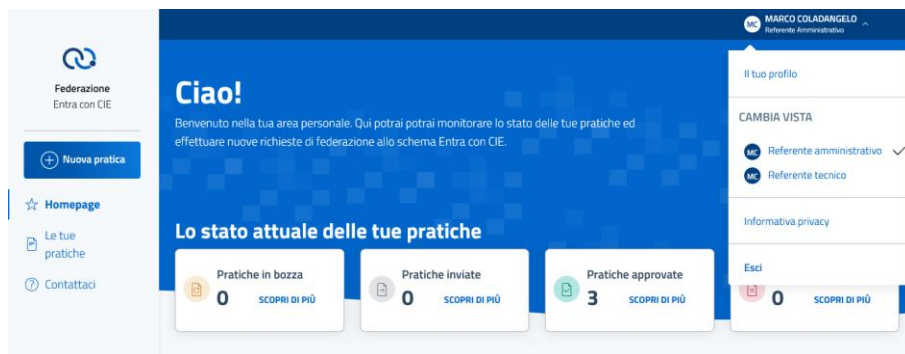 MC MARCO COLADANGELO
Referente Amministrativo
Federazione
Entra con CIE
Nuova pratica
Homepage
Le tue
pratiche
Contattaci
Ciao!
Benvenuto nella tua area personale. Qui potrai potrai monitorare lo stato delle tue pratiche ed
effettuare nuove richieste di federazione allo schema Entra con CIE.
Il tuo profilo
CAMBIA VISTA
MC Referente amministrativo
MC Referente tecnico
Informativa privacy
Esci
Lo stato attuale delle tue pratiche
Pratiche in bozza
0 SCOPRI DI PIÙ
Pratiche inviate
0 SCOPRI DI PIÙ
Pratiche approvate
3 SCOPRI DI PIÙ
0 SCOPRI DI PIÙ